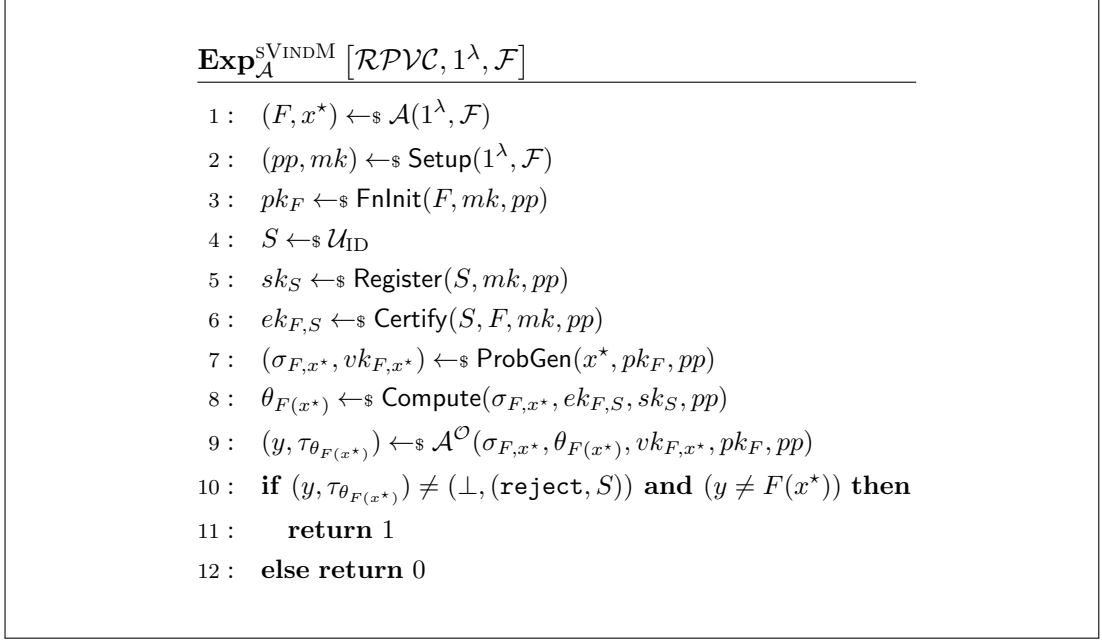 Exp_𝒜^{sVindM} [ℛ𝒫𝒱𝒞, 1^λ, ℱ]
1 : (F, x^⋆) ←$ 𝒜(1^λ, ℱ)
2 : (pp, mk) ←$ Setup(1^λ, ℱ)
3 : pk_F ←$ FnInit(F, mk, pp)
4 : S ←$ 𝒰_ID
5 : sk_S ←$ Register(S, mk, pp)
6 : ek_{F,S} ←$ Certify(S, F, mk, pp)
7 : (σ_{F,x^⋆}, vk_{F,x^⋆}) ←$ ProbGen(x^⋆, pk_F, pp)
8 : θ_{F(x^⋆)} ←$ Compute(σ_{F,x^⋆}, ek_{F,S}, sk_S, pp)
9 : (y, τ_{θ_{F(x^⋆)}}) ←$ 𝒜^𝒪(σ_{F,x^⋆}, θ_{F(x^⋆)}, vk_{F,x^⋆}, pk_F, pp)
10 : if (y, τ_{θ_{F(x^⋆)}}) ≠ (⊥, (reject, S)) and (y ≠ F(x^⋆)) then
11 : return 1
12 : else return 0